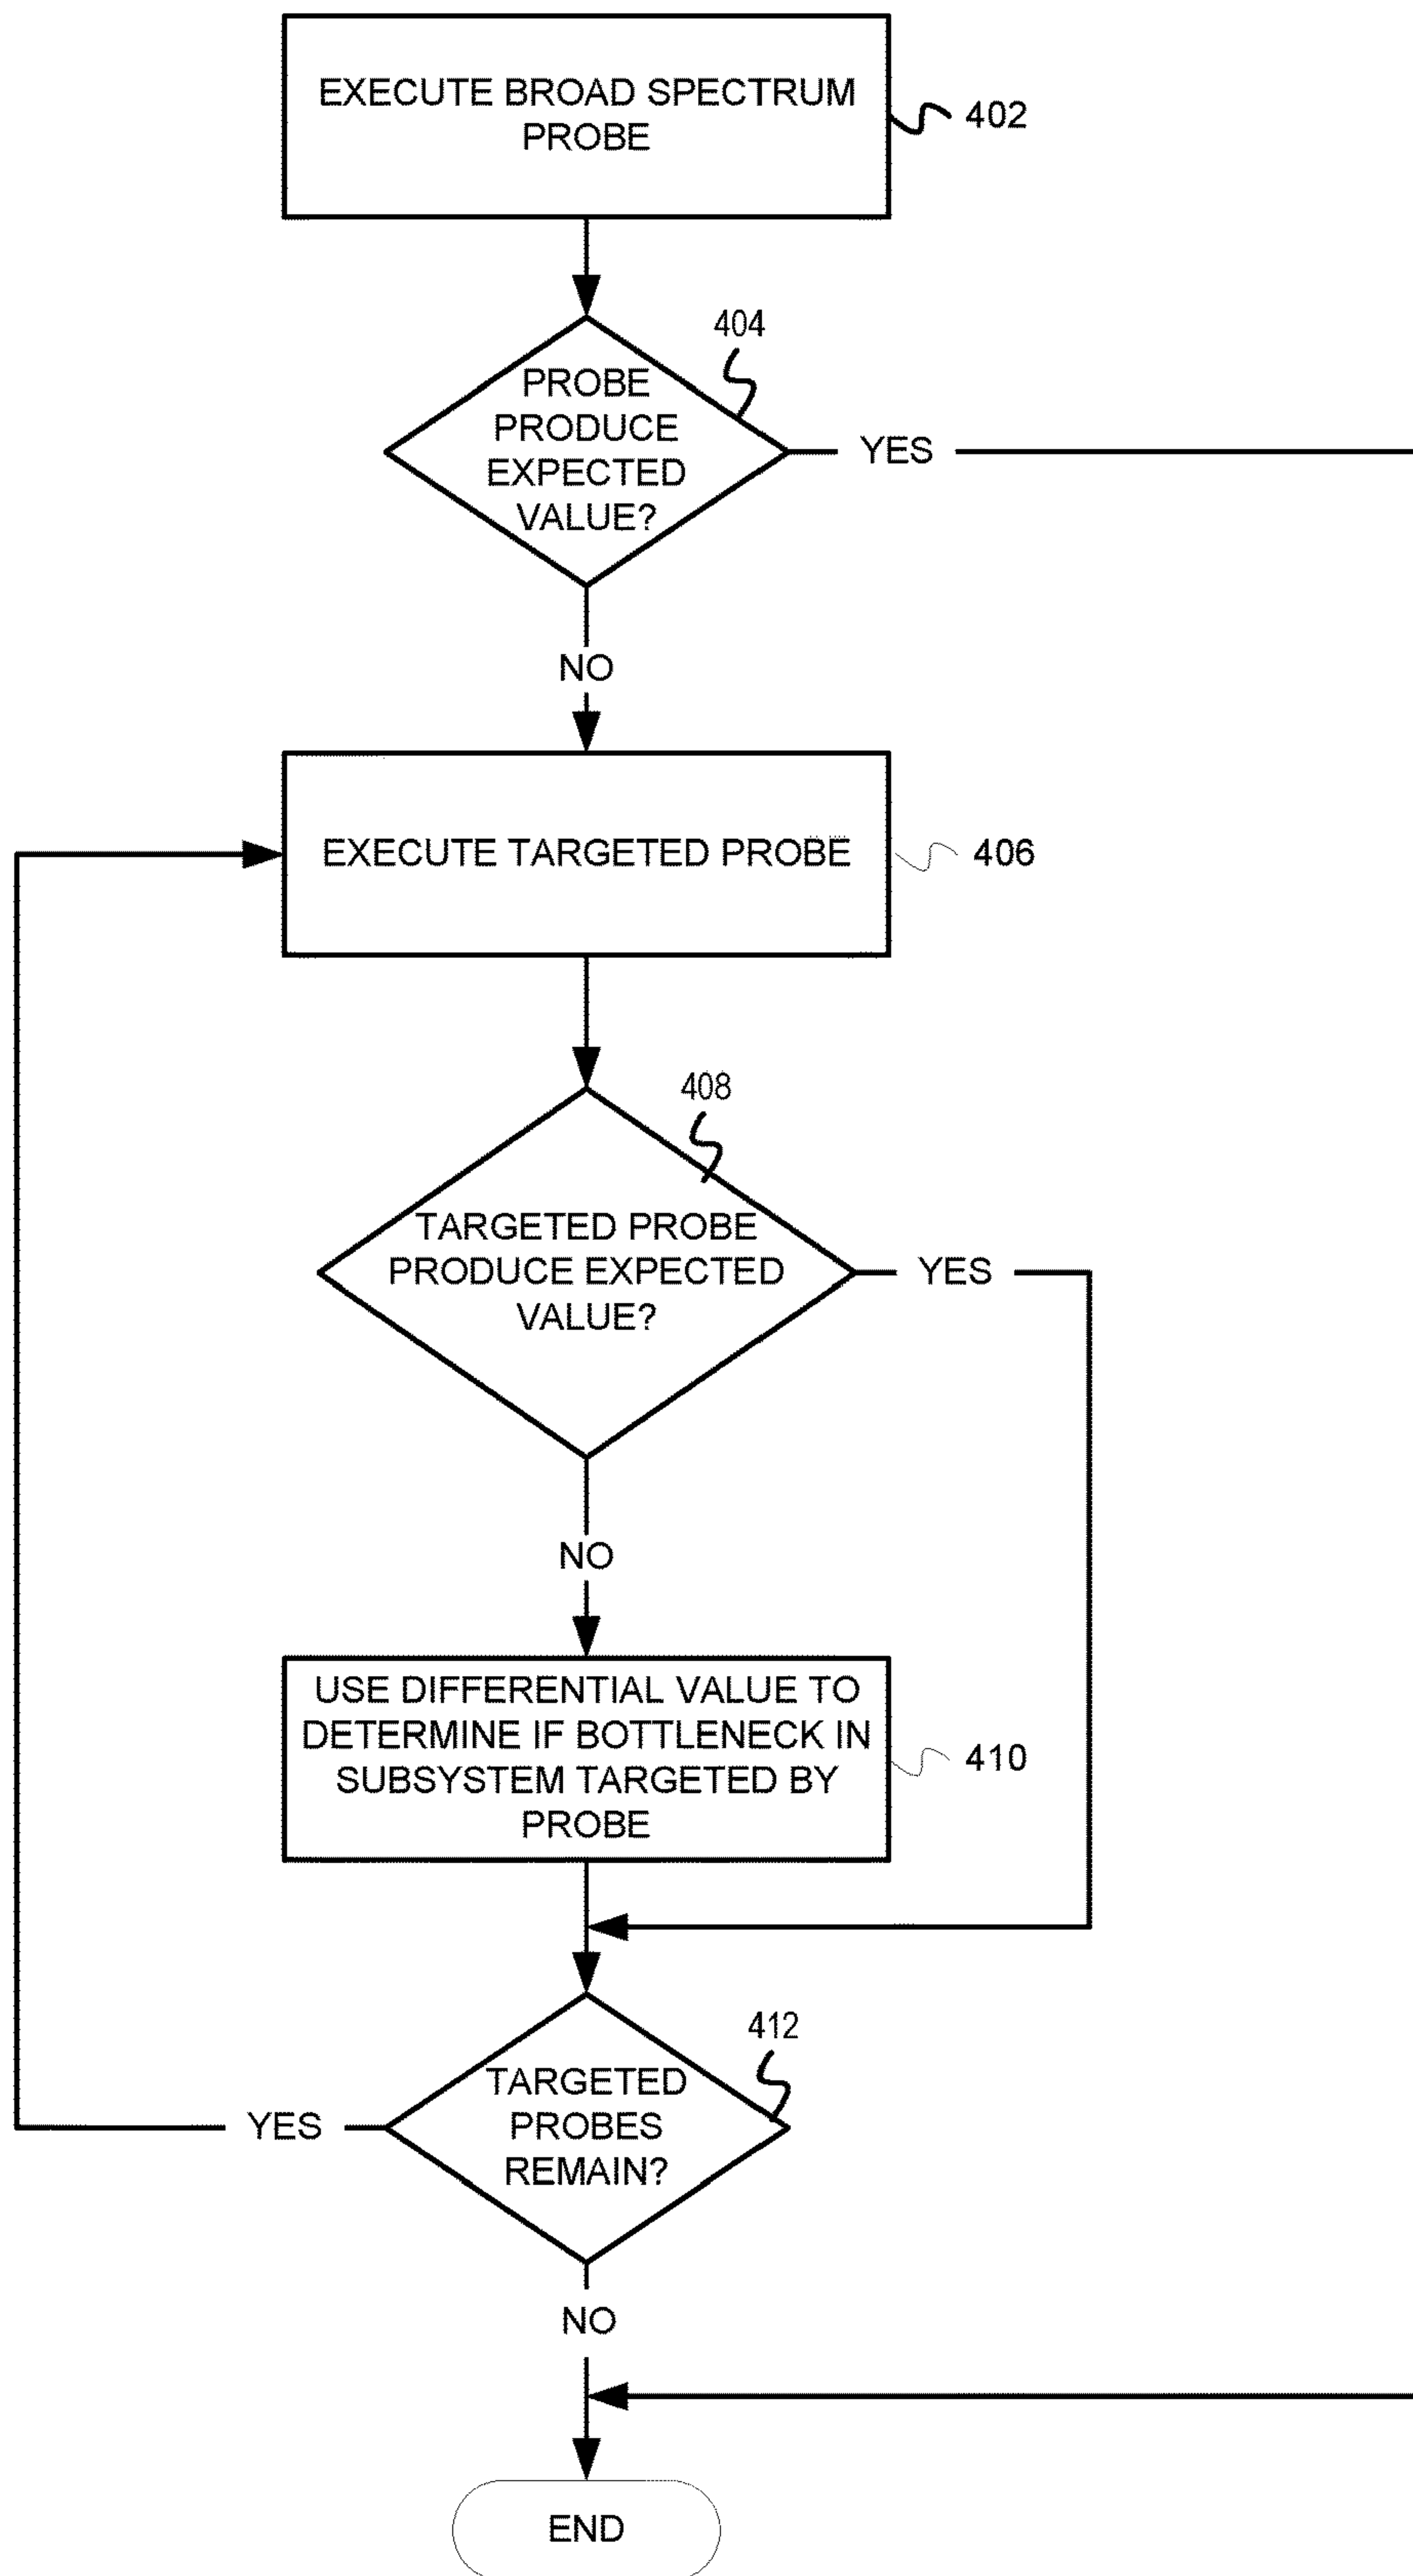 EXECUTE BROAD SPECTRUM
PROBE
402
404
PROBE
PRODUCE
EXPECTED
VALUE?
YES
NO
EXECUTE TARGETED PROBE
406
408
TARGETED PROBE
PRODUCE EXPECTED
VALUE?
YES
NO
USE DIFFERENTIAL VALUE TO
DETERMINE IF BOTTLENECK IN
SUBSYSTEM TARGETED BY
PROBE
410
412
TARGETED
PROBES
REMAIN?
YES
NO
END